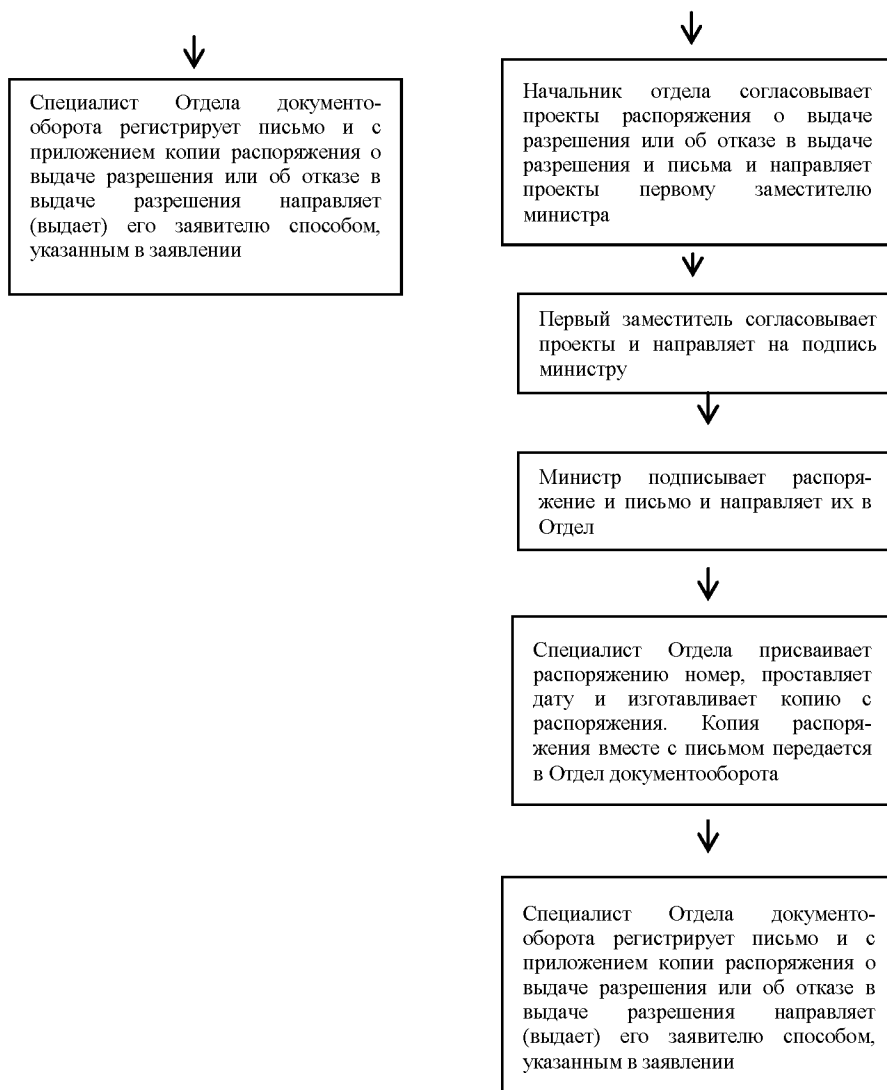 Специалист Отдела документо-
оборота регистрирует письмо и с
приложением копии распоряжения о
выдаче разрешения или об отказе в
выдаче разрешения направляет
(выдает) его заявителю способом,
указанным в заявлении
Начальник отдела согласовывает
проекты распоряжения о выдаче
разрешения или об отказе в выдаче
разрешения и письма и направляет
проекты первому заместителю
министра
Первый заместитель согласовывает
проекты и направляет на подпись
министру
Министр подписывает распоря-
жение и письмо и направляет их в
Отдел
Специалист Отдела присваивает
распоряжению номер, проставляет
дату и изготавливает копию с
распоряжения. Копия распоря-
жения вместе с письмом передается
в Отдел документооборота
Специалист Отдела документо-
оборота регистрирует письмо и с
приложением копии распоряжения о
выдаче разрешения или об отказе в
выдаче разрешения направляет
(выдает) его заявителю способом,
указанным в заявлении